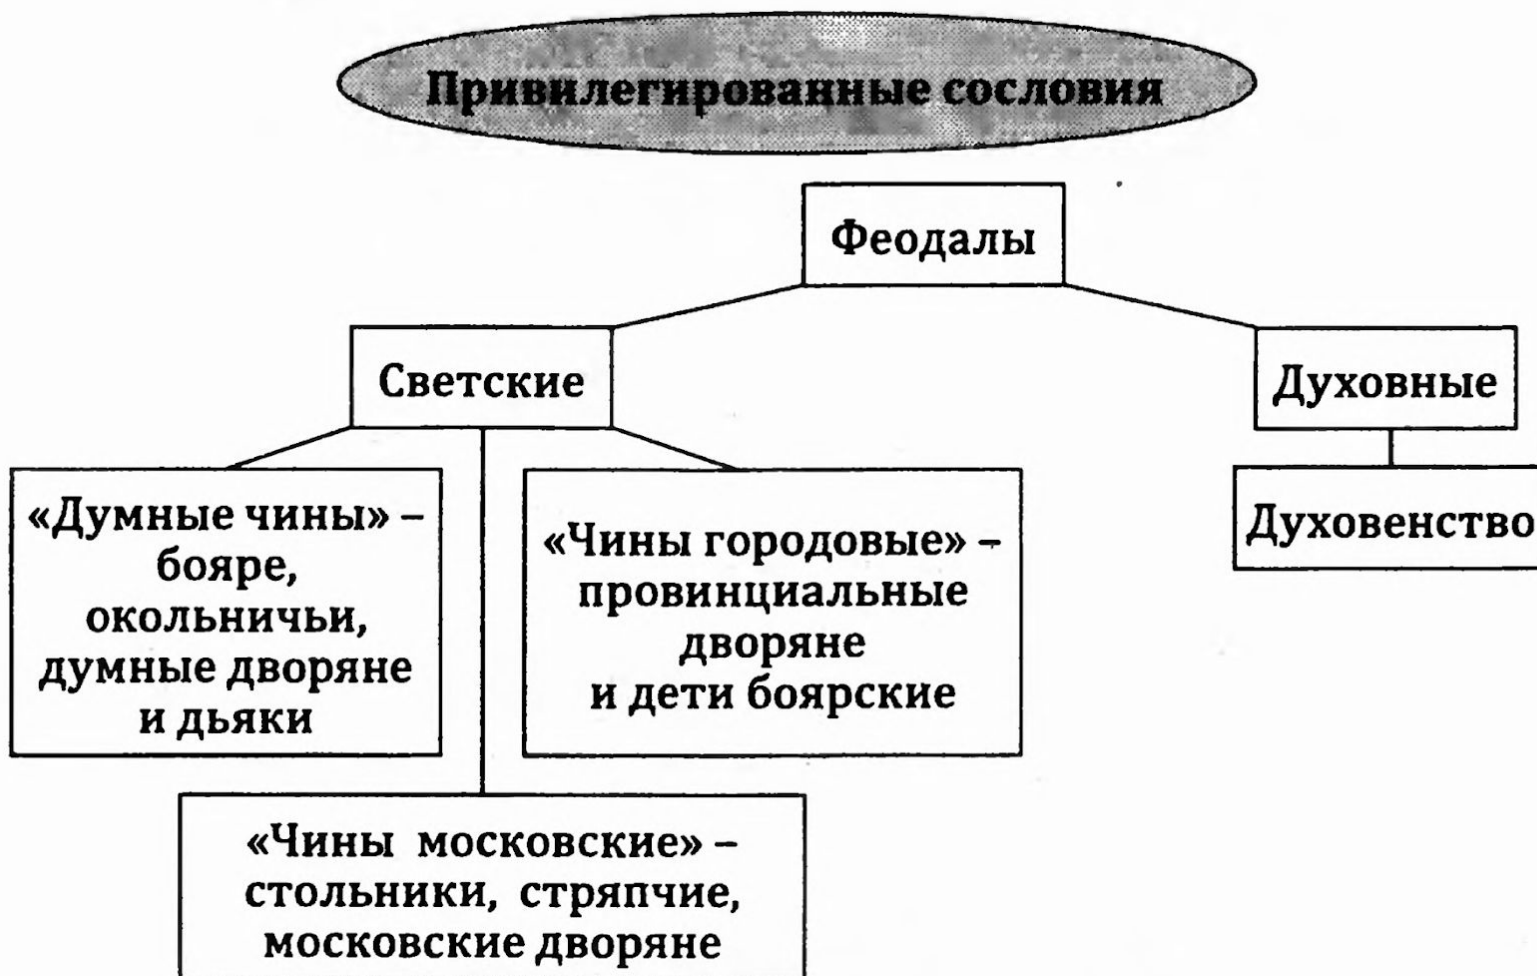 Привилегированные сословия
Феодалы
Светские
Духовные
«Думные чины» –
бояре,
окольничьи,
думные дворяне
и дьяки
«Чины городовые» –
провинциальные
дворяне
и дети боярские
Духовенство
«Чины московские» –
стольники, стряпчие,
московские дворяне